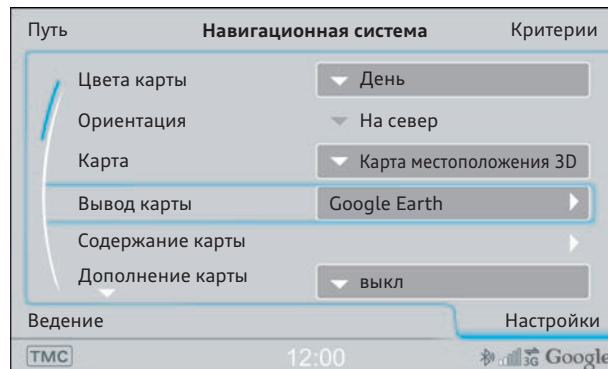 Путь Навигационная система Критерии
Цвета карты День
Ориентация На север
Карта Карта местоположения 3D
Вывод карты Google Earth
Содержание карты
Дополнение карты выкл
Ведение Настройки
TMC 12:00 3G Google